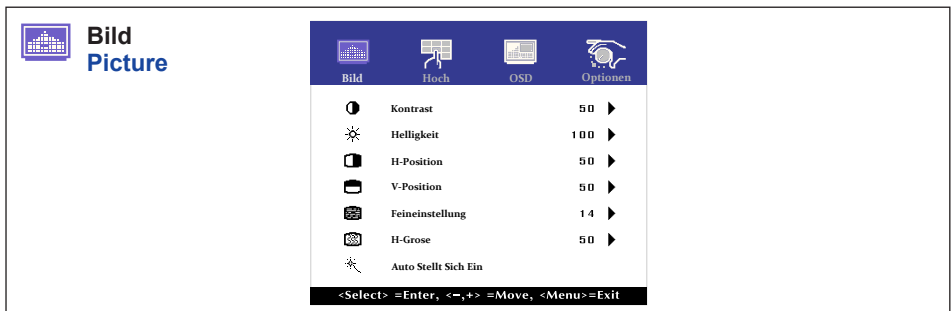 Bild
Picture
Bild Hoch OSD Optionen
Kontrast 50
Helligkeit 100
H-Position 50
V-Position 50
Feineinstellung 14
H-Grose 50
Auto Stellt Sich Ein
<Select> =Enter, <-,+> =Move, <Menu>=Exit